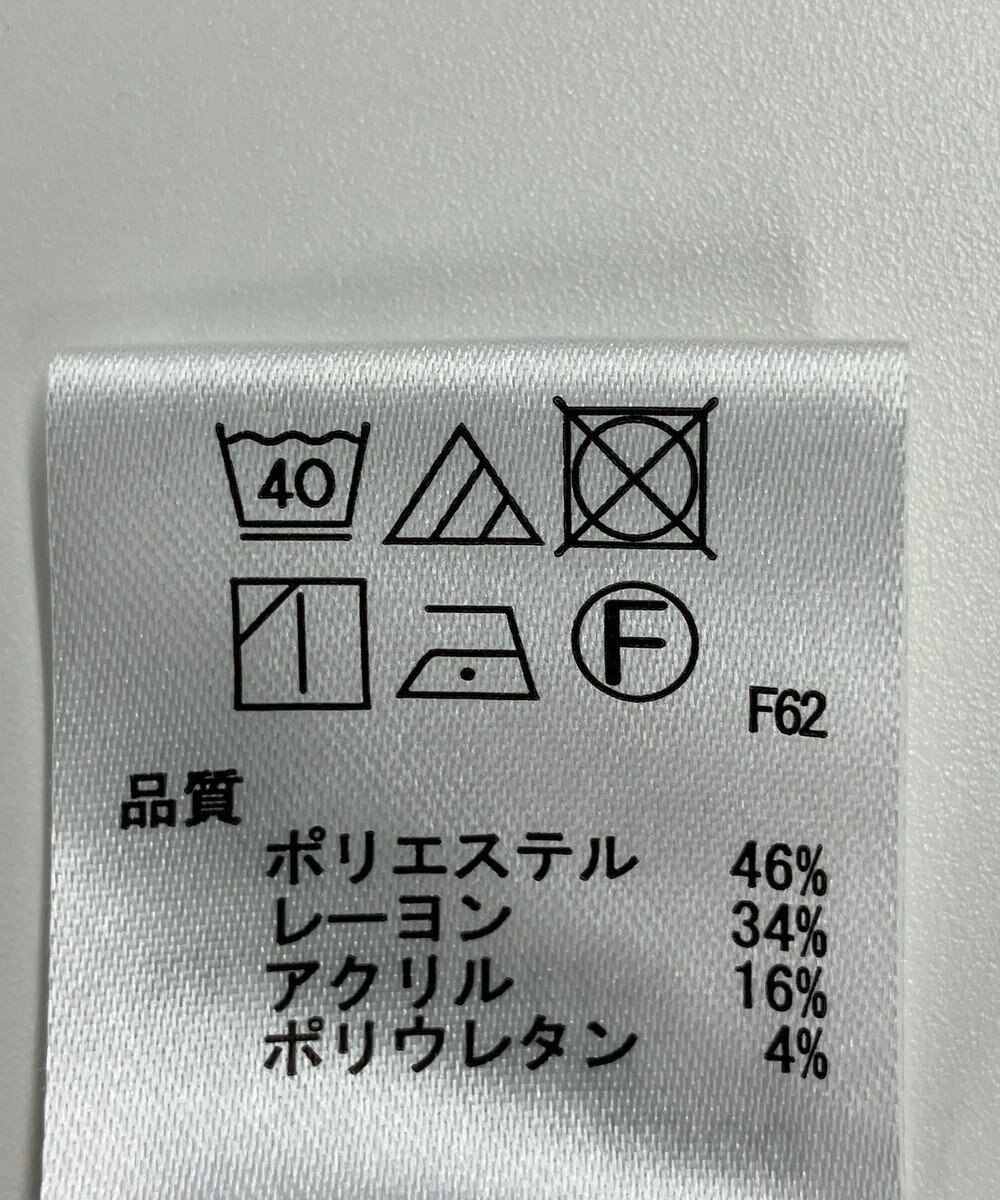 40
F
F62
品質
ポリエステル 46%
レーヨン 34%
アクリル 16%
ポリウレタン 4%